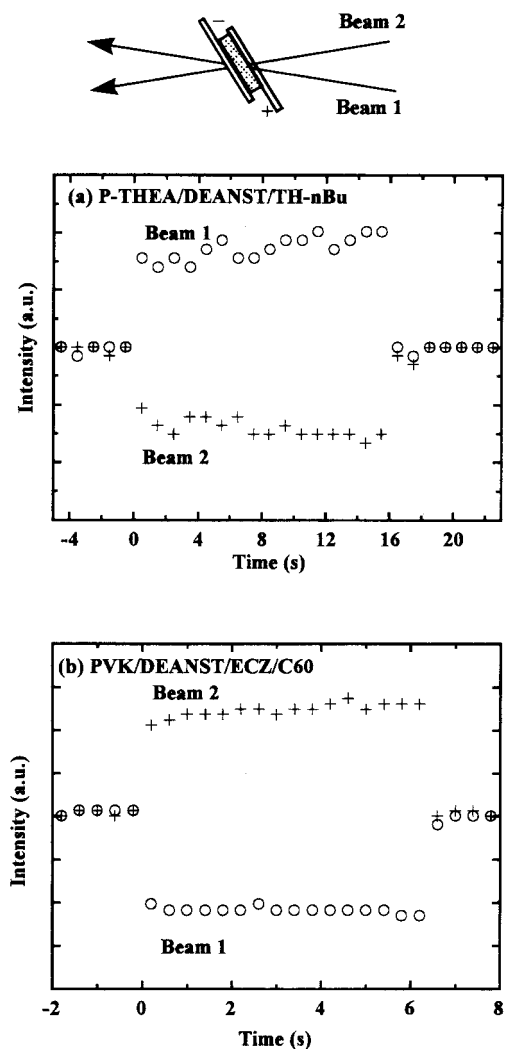 Beam 2
−
Beam 1
+
(a) P-THEA/DEANST/TH-nBu
Beam 1
Intensity (a.u.)
Beam 2
-4 0 4 8 12 16 20
Time (s)
(b) PVK/DEANST/ECZ/C60
Beam 2
Intensity (a.u.)
Beam 1
-2 0 2 4 6 8
Time (s)